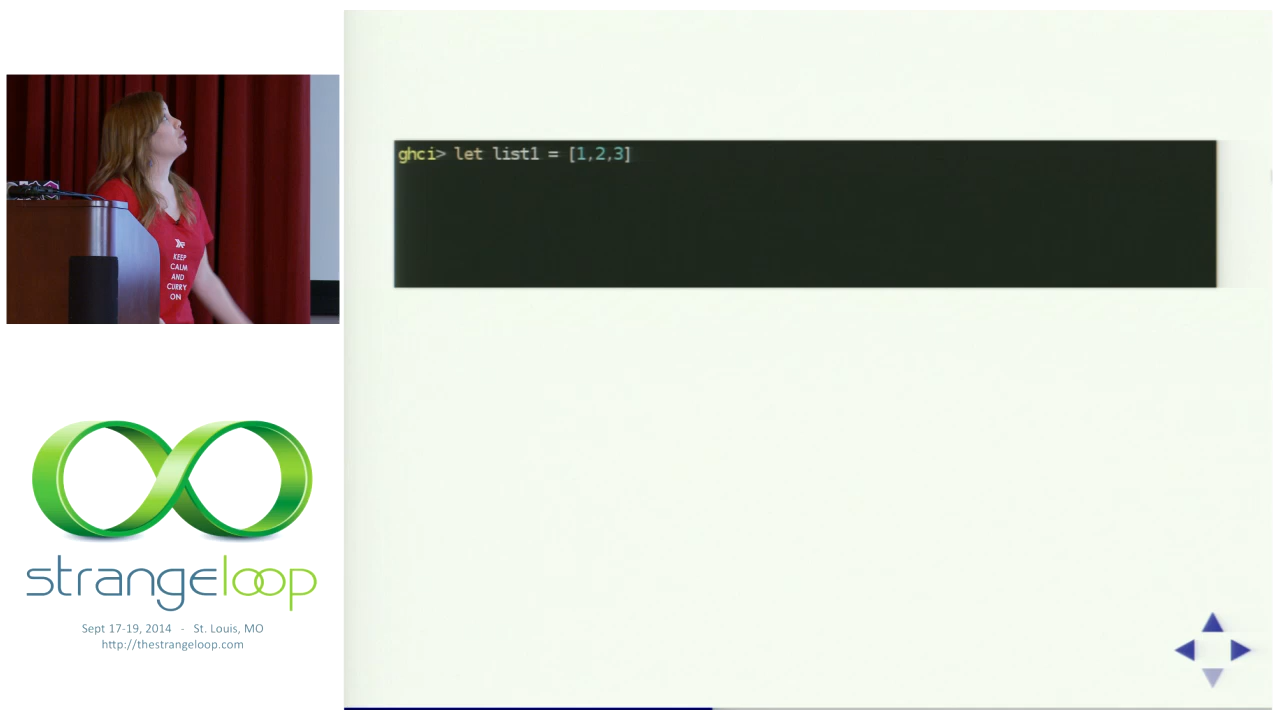 KEEP
CALM
AND
CURRY
ON
ghci> let list1 = [1,2,3]
strangeloop
Sept 17-19, 2014 - St. Louis, MO
http://thestrangeloop.com